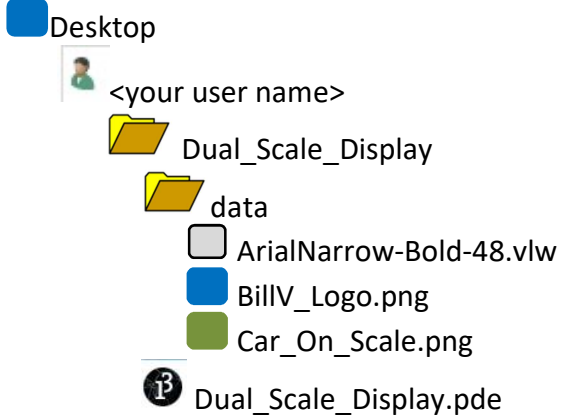 Desktop
<your user name>
Dual_Scale_Display
data
ArialNarrow-Bold-48.vlw
BillV_Logo.png
Car_On_Scale.png
Dual_Scale_Display.pde